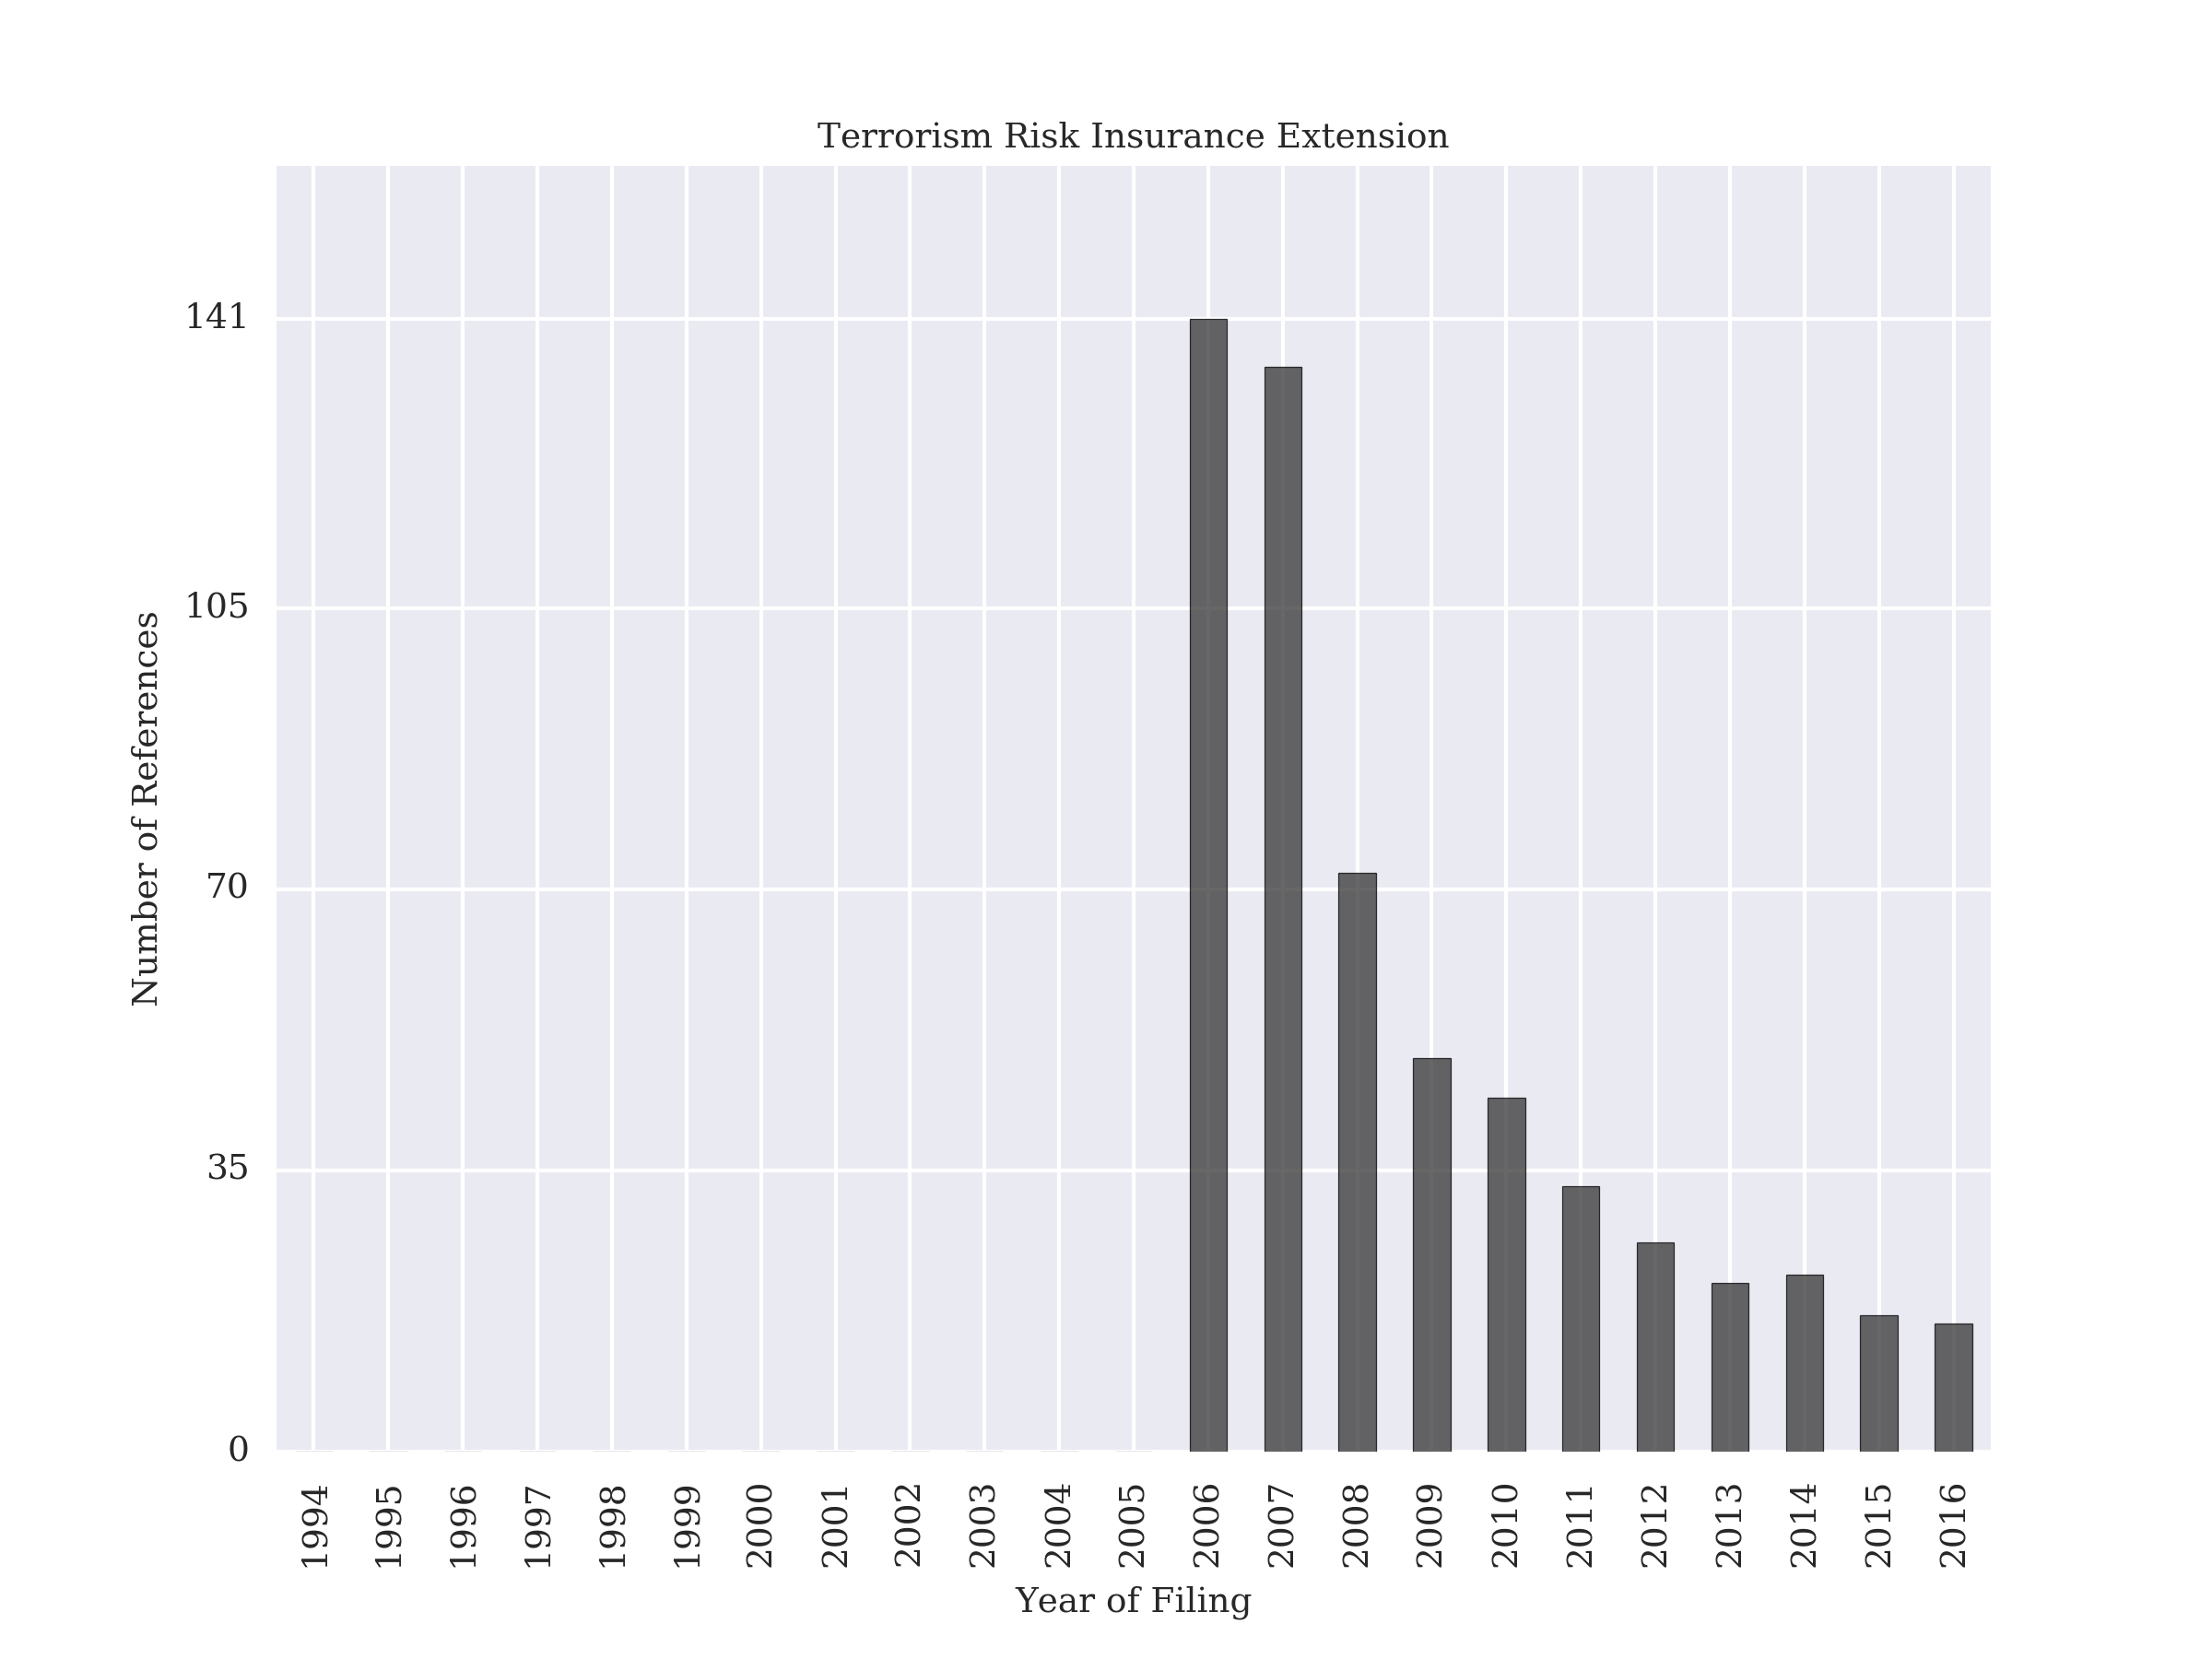 Terrorism Risk Insurance Extension
141
105
70
35
0
Number of References
1994 1995 1996 1997 1998 1999 2000 2001 2002 2003 2004 2005 2006 2007 2008 2009 2010 2011 2012 2013 2014 2015 2016
Year of Filing